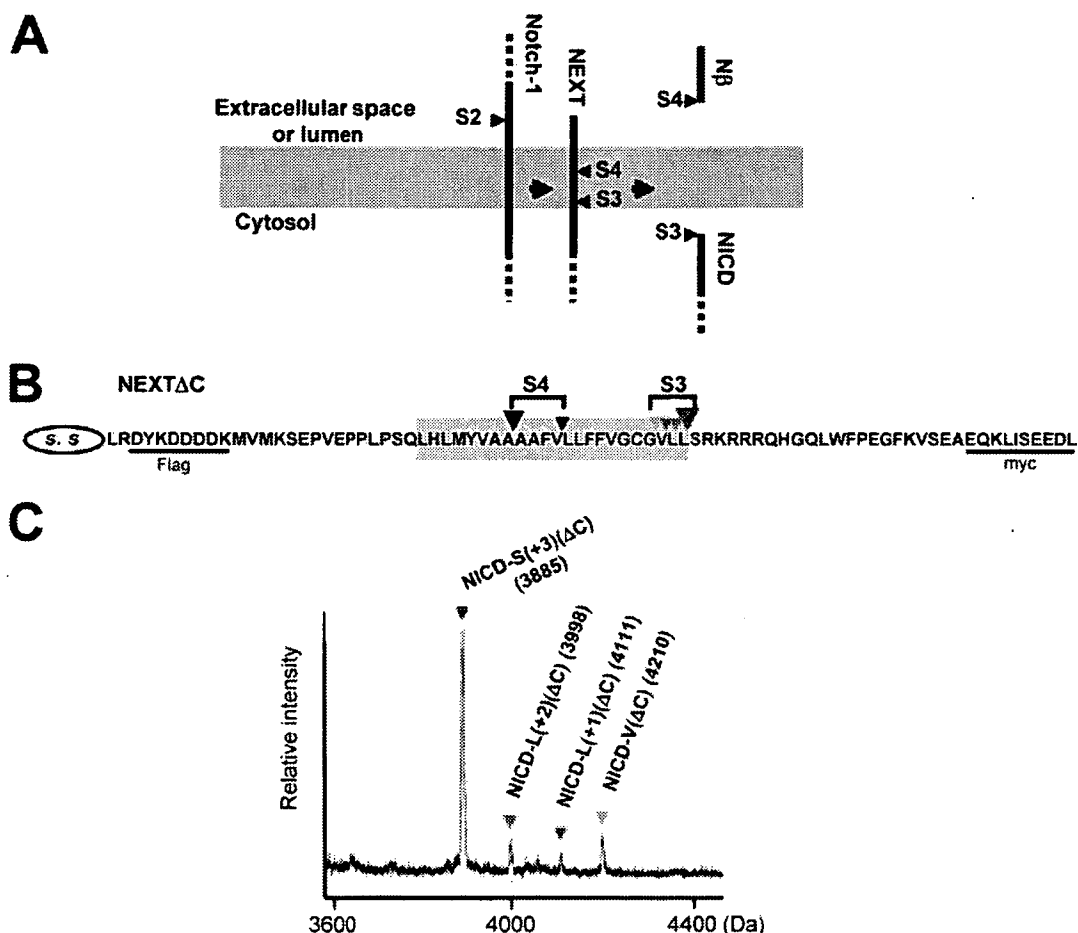 A
Notch-1
NEXT
Nβ
S4
Extracellular space
or lumen
S2
S4
S3
Cytosol
S3
NICD
B
NEXTΔC
S4
S3
s. s
LRDYKDDDDKMVMKSEPVEPPLPSQLHLMYVAAAAFVLLFFVGCGVLLSRKRRRQHGQLWFPEGFKVSEAEQKLISEEDL
Flag
myc
C
NICD-S(+3)(ΔC)
(3885)
NICD-L(+2)(ΔC) (3998)
NICD-L(+1)(ΔC) (4111)
NICD-V(ΔC) (4210)
Relative intensity
3600
4000
4400 (Da)